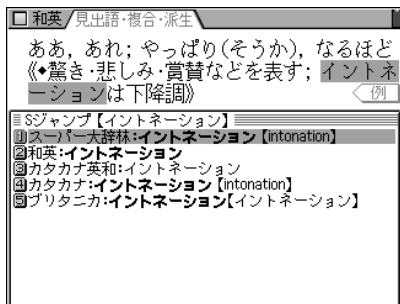 和英/見出語·複合·派生
ああ，あれ; やっぱり(そうか)，なるほど
《◆驚き·悲しみ·賞賛などを表す; イントネ
ーションは下降調》 例
Sジャンプ【イントネーション】
1スーパー大辞林:イントネーション【intonation】
2和英:イントネーション
3カタカナ英和:イントネーション
4カタカナ:イントネーション【intonation】
5ブリタニカ:イントネーション【イントネーション】